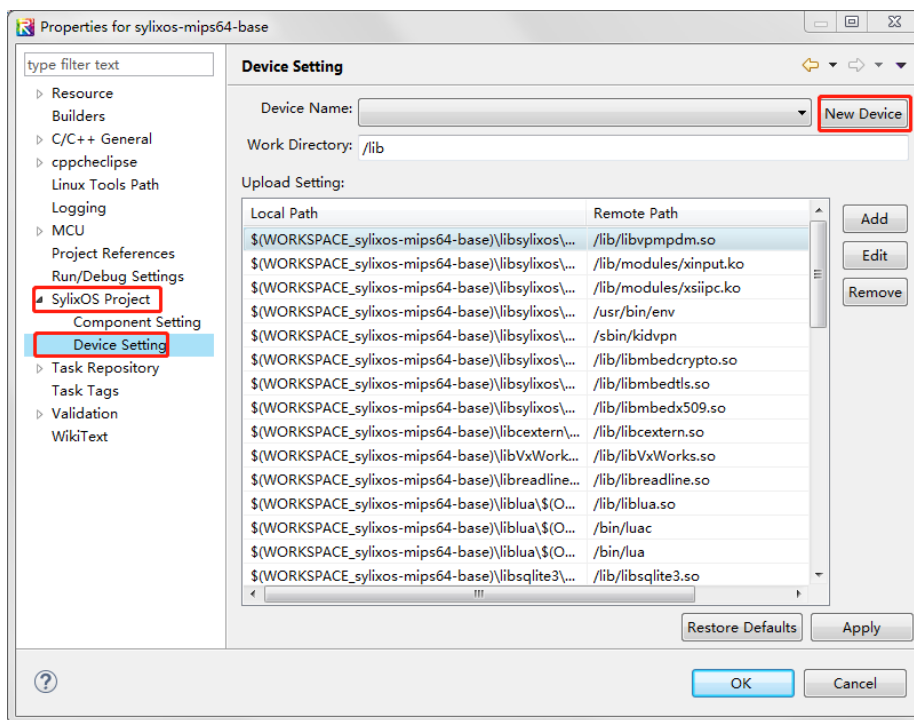 Properties for sylixos-mips64-base
type filter text
Resource
Builders
C/C++ General
cppcheclipse
Linux Tools Path
Logging
MCU
Project References
Run/Debug Settings
SylixOS Project
Component Setting
Device Setting
Task Repository
Task Tags
Validation
WikiText
Device Setting
Device Name:
New Device
Work Directory: /lib
Upload Setting:
Local Path Remote Path
$(WORKSPACE_sylixos-mips64-base)\libsylixos\... /lib/libvpmpdm.so
$(WORKSPACE_sylixos-mips64-base)\libsylixos\... /lib/modules/xinput.ko
$(WORKSPACE_sylixos-mips64-base)\libsylixos\... /lib/modules/xsiipc.ko
$(WORKSPACE_sylixos-mips64-base)\libsylixos\... /usr/bin/env
$(WORKSPACE_sylixos-mips64-base)\libsylixos\... /sbin/kidvpn
$(WORKSPACE_sylixos-mips64-base)\libsylixos\... /lib/libmbedcrypto.so
$(WORKSPACE_sylixos-mips64-base)\libsylixos\... /lib/libmbedtls.so
$(WORKSPACE_sylixos-mips64-base)\libsylixos\... /lib/libmbedx509.so
$(WORKSPACE_sylixos-mips64-base)\libcextern\... /lib/libcextern.so
$(WORKSPACE_sylixos-mips64-base)\libVxWork... /lib/libVxWorks.so
$(WORKSPACE_sylixos-mips64-base)\libreadline... /lib/libreadline.so
$(WORKSPACE_sylixos-mips64-base)\liblua\$(O... /lib/liblua.so
$(WORKSPACE_sylixos-mips64-base)\liblua\$(O... /bin/luac
$(WORKSPACE_sylixos-mips64-base)\liblua\$(O... /bin/lua
$(WORKSPACE_sylixos-mips64-base)\libsqlite3\... /lib/libsqlite3.so
Add
Edit
Remove
Restore Defaults
Apply
OK
Cancel